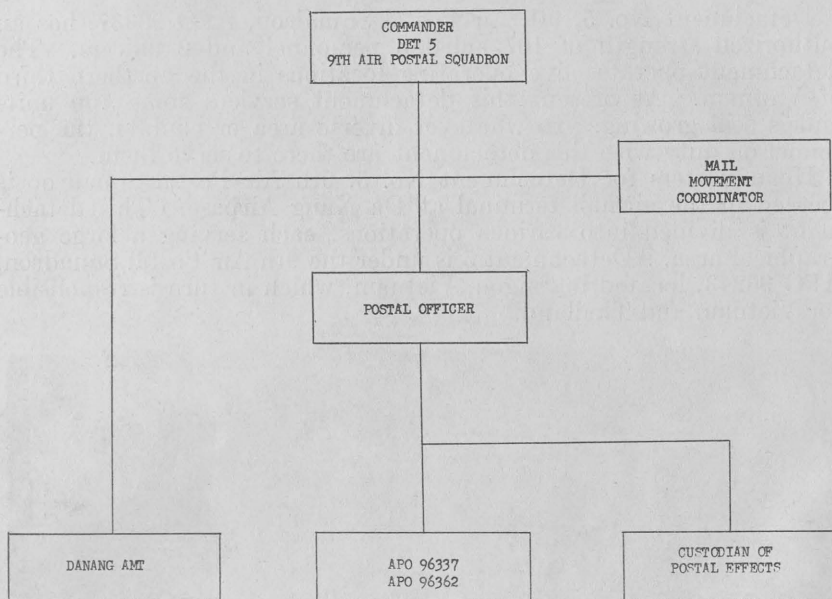 COMMANDER
DET 5
9TH AIR POSTAL SQUADRON
MAIL
MOVEMENT
COORDINATOR
POSTAL OFFICER
DANANG AMT
APO 96337
APO 96362
CUSTODIAN OF
POSTAL EFFECTS